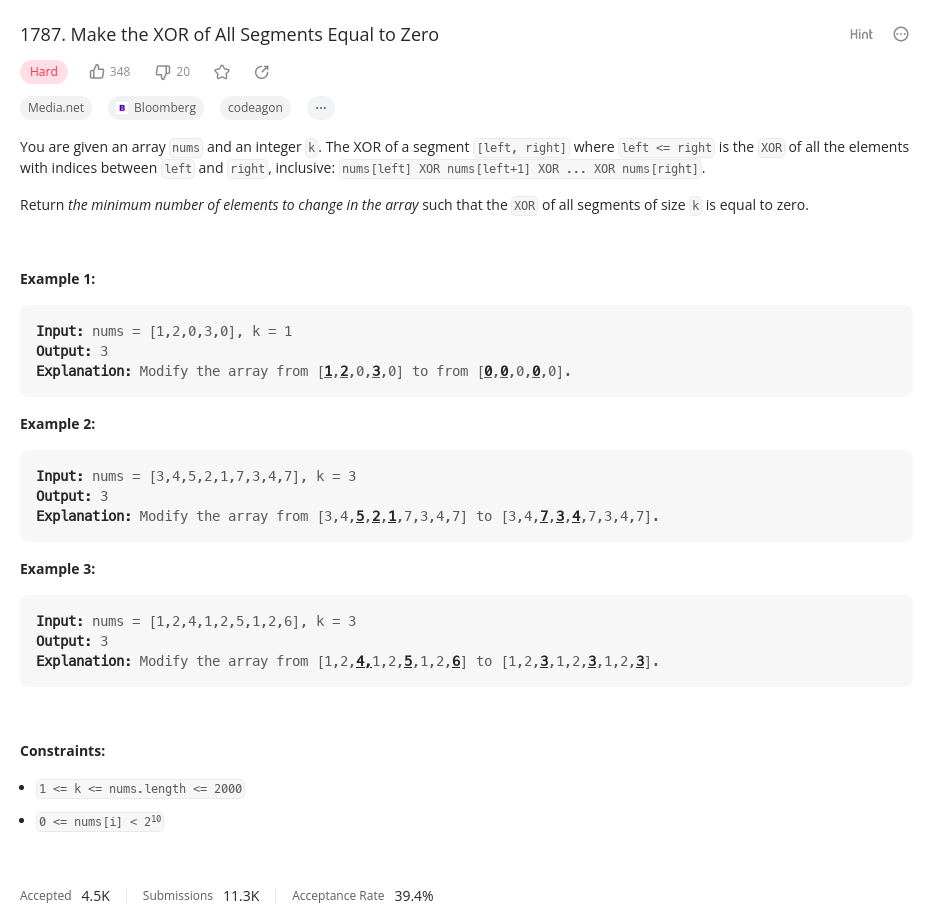 1787. Make the XOR of All Segments Equal to Zero
Hint
Hard 348 20
Media.net Bloomberg codeagon ...
You are given an array nums and an integer k. The XOR of a segment [left, right] where left <= right is the XOR of all the elements
with indices between left and right, inclusive: nums[left] XOR nums[left+1] XOR ... XOR nums[right].
Return the minimum number of elements to change in the array such that the XOR of all segments of size k is equal to zero.
Example 1:
Input: nums = [1,2,0,3,0], k = 1
Output: 3
Explanation: Modify the array from [1,2,0,3,0] to from [0,0,0,0,0].
Example 2:
Input: nums = [3,4,5,2,1,7,3,4,7], k = 3
Output: 3
Explanation: Modify the array from [3,4,5,2,1,7,3,4,7] to [3,4,7,3,4,7,3,4,7].
Example 3:
Input: nums = [1,2,4,1,2,5,1,2,6], k = 3
Output: 3
Explanation: Modify the array from [1,2,4,1,2,5,1,2,6] to [1,2,3,1,2,3,1,2,3].
Constraints:
1 <= k <= nums.length <= 2000
0 <= nums[i] < 2¹⁰
Accepted 4.5K Submissions 11.3K Acceptance Rate 39.4%